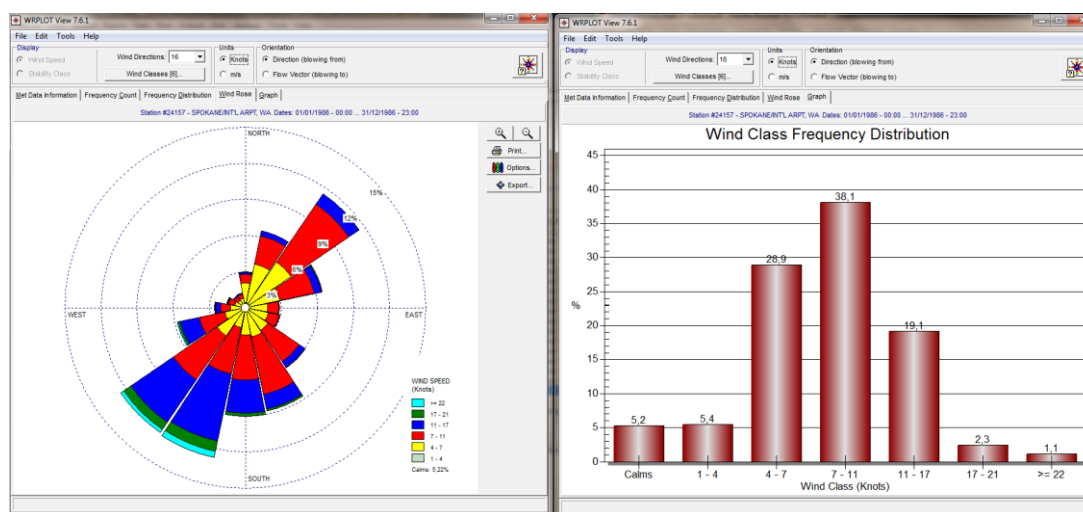 WRPLOT View 7.6.1
File Edit Tools Help
Display
Wind Speed
Stability Class
Wind Directions: 16
Wind Classes [6]...
Units
Knots
m/s
Orientation
Direction (blowing from)
Flow Vector (blowing to)
Met Data Information Frequency Count Frequency Distribution Wind Rose Graph
Station #24157 - SPOKANE/INT'L ARPT, WA Dates: 01/01/1986 - 00:00 ... 31/12/1986 - 23:00
NORTH
15%
12%
9%
6%
3%
WEST
EAST
SOUTH
Print...
Options...
Export...
WIND SPEED
(Knots)
>= 22
17 - 21
11 - 17
7 - 11
4 - 7
1 - 4
Calms: 5,22%
WRPLOT View 7.6.1
File Edit Tools Help
Display
Wind Speed
Stability Class
Wind Directions: 16
Wind Classes [6]...
Units
Knots
m/s
Orientation
Direction (blowing from)
Flow Vector (blowing to)
Met Data Information Frequency Count Frequency Distribution Wind Rose Graph
Station #24157 - SPOKANE/INT'L ARPT, WA Dates: 01/01/1986 - 00:00 ... 31/12/1986 - 23:00
Wind Class Frequency Distribution
45
40
35
30
25
20
15
10
5
0
%
5,2
5,4
28,9
38,1
19,1
2,3
1,1
Calms 1 - 4 4 - 7 7 - 11 11 - 17 17 - 21 >= 22
Wind Class (Knots)